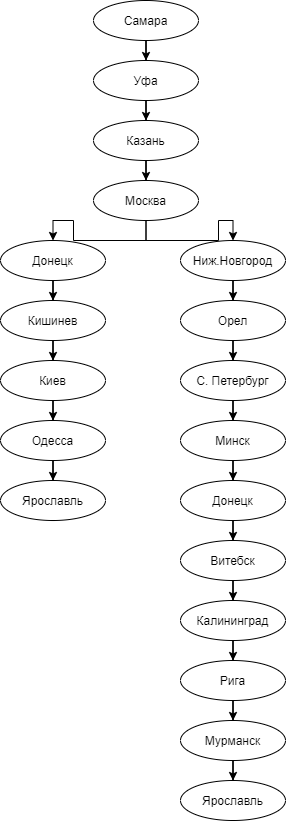 Самара
Уфа
Казань
Москва
Донецк
Кишинев
Киев
Одесса
Ярославль
Ниж.Новгород
Орел
С. Петербург
Минск
Донецк
Витебск
Калининград
Рига
Мурманск
Ярославль